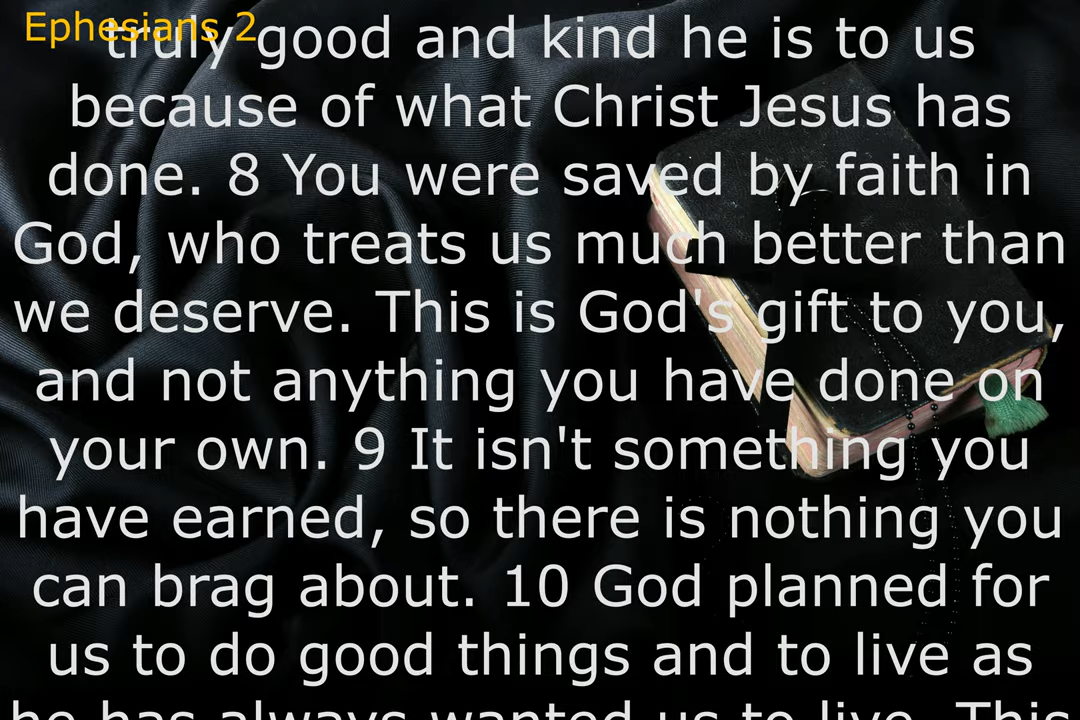 Ephesians 2
truly good and kind he is to us
because of what Christ Jesus has
done. 8 You were saved by faith in
God, who treats us much better than
we deserve. This is God's gift to you,
and not anything you have done on
your own. 9 It isn't something you
have earned, so there is nothing you
can brag about. 10 God planned for
us to do good things and to live as
he has always wanted us to live. This